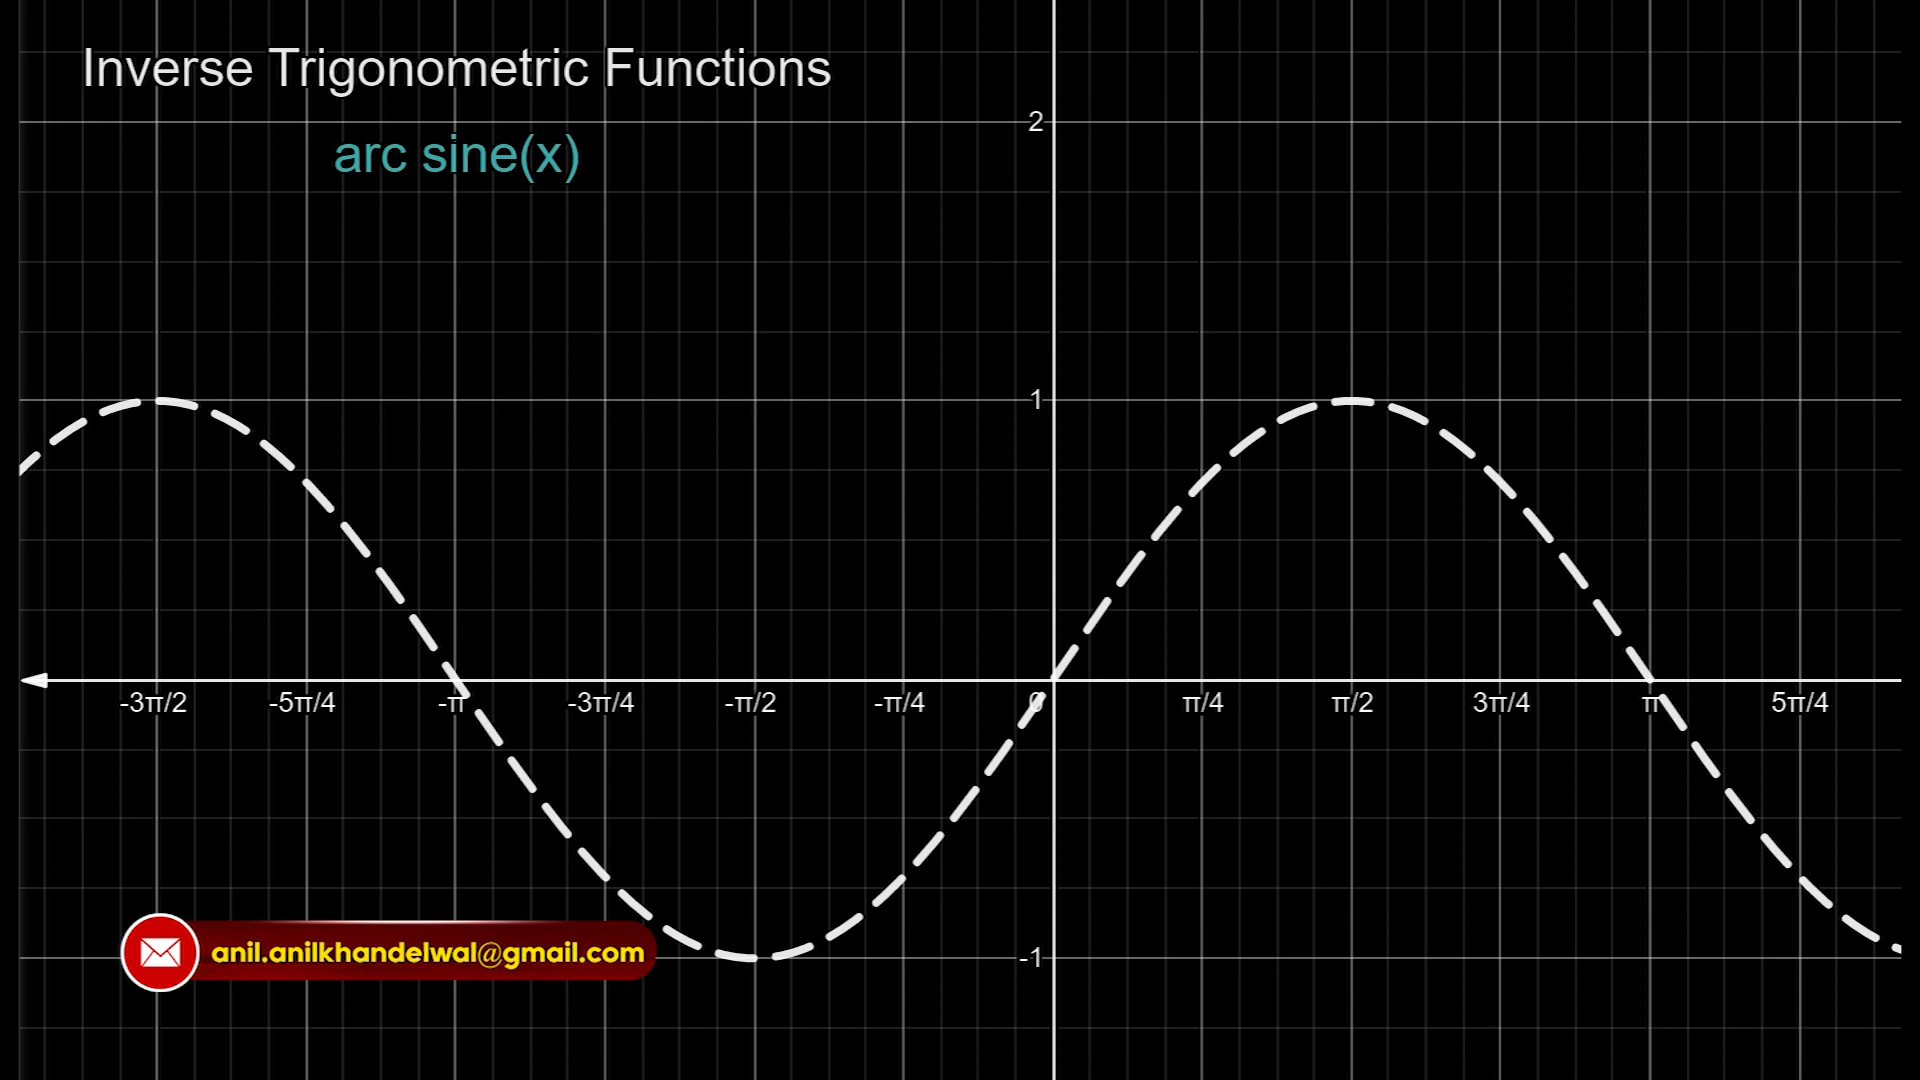 Inverse Trigonometric Functions
arc sine(x)
2
1
-3π/2 -5π/4 -π -3π/4 -π/2 -π/4 0 π/4 π/2 3π/4 π 5π/4
-1
anil.anilkhandelwal@gmail.com